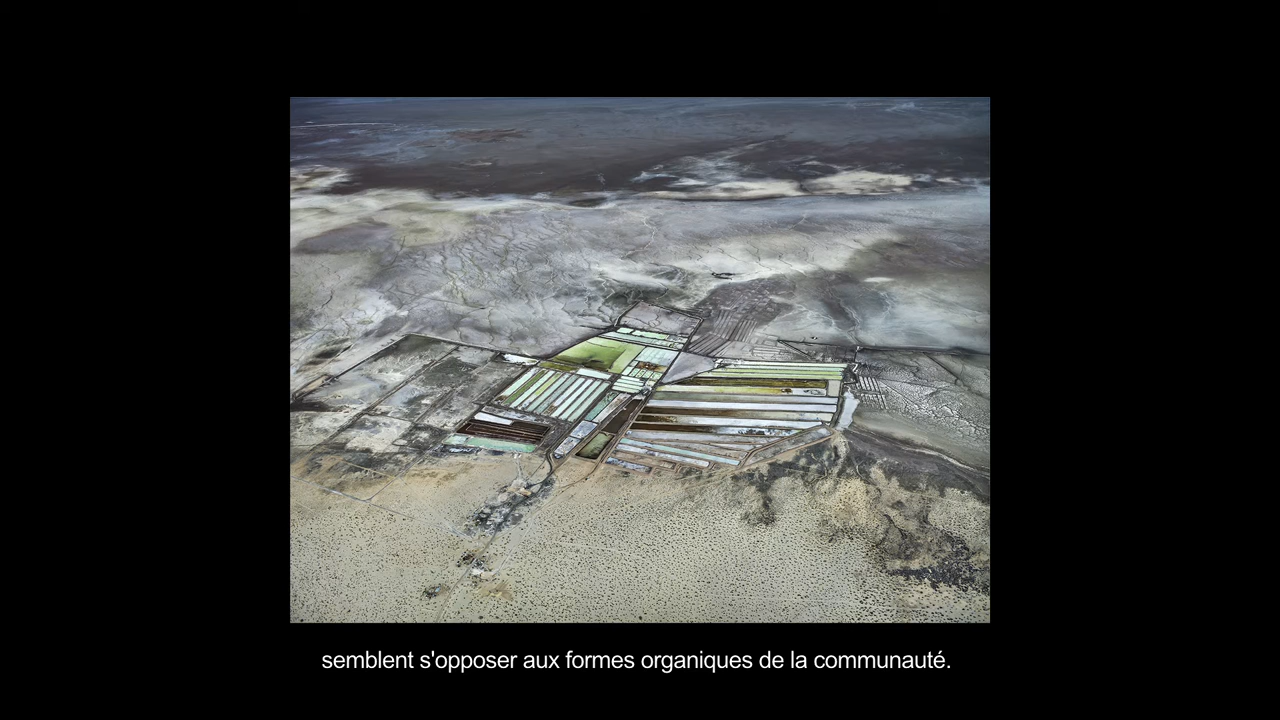 semblent s'opposer aux formes organiques de la communauté.